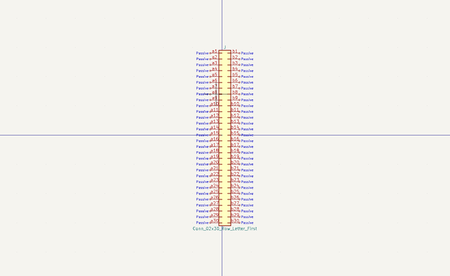 J
Passive a1 b1 Passive
Passive a2 b2 Passive
Passive a3 b3 Passive
Passive a4 b4 Passive
Passive a5 b5 Passive
Passive a6 b6 Passive
Passive a7 b7 Passive
Passive a8 b8 Passive
Passive a9 b9 Passive
Passive a10 b10 Passive
Passive a11 b11 Passive
Passive a12 b12 Passive
Passive a13 b13 Passive
Passive a14 b14 Passive
Passive a15 b15 Passive
Passive a16 b16 Passive
Passive a17 b17 Passive
Passive a18 b18 Passive
Passive a19 b19 Passive
Passive a20 b20 Passive
Passive a21 b21 Passive
Passive a22 b22 Passive
Passive a23 b23 Passive
Passive a24 b24 Passive
Passive a25 b25 Passive
Passive a26 b26 Passive
Passive a27 b27 Passive
Passive a28 b28 Passive
Passive a29 b29 Passive
Passive a30 b30 Passive
Conn_02x30_Row_Letter_First